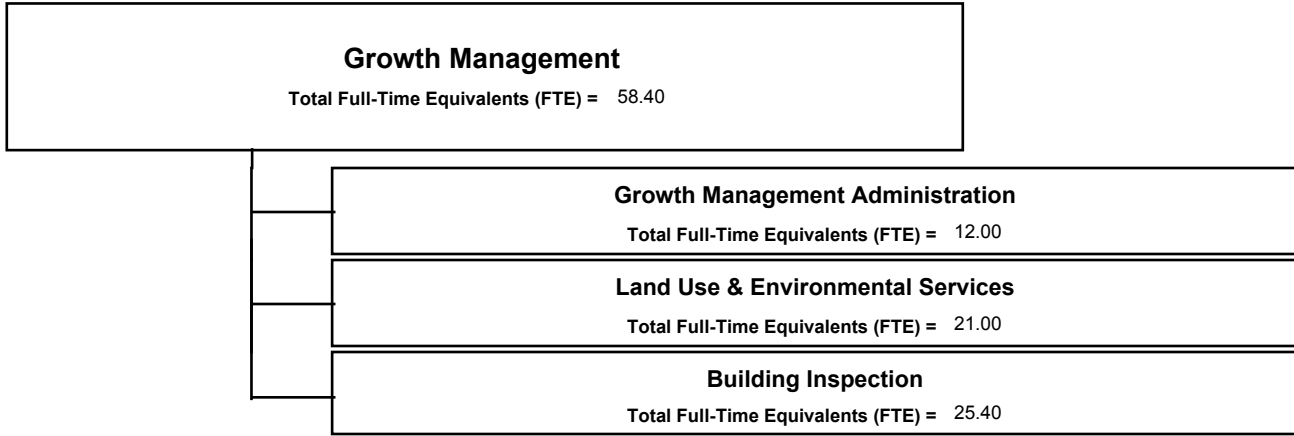 Growth Management
Total Full-Time Equivalents (FTE) = 58.40
Growth Management Administration
Total Full-Time Equivalents (FTE) = 12.00
Land Use & Environmental Services
Total Full-Time Equivalents (FTE) = 21.00
Building Inspection
Total Full-Time Equivalents (FTE) = 25.40